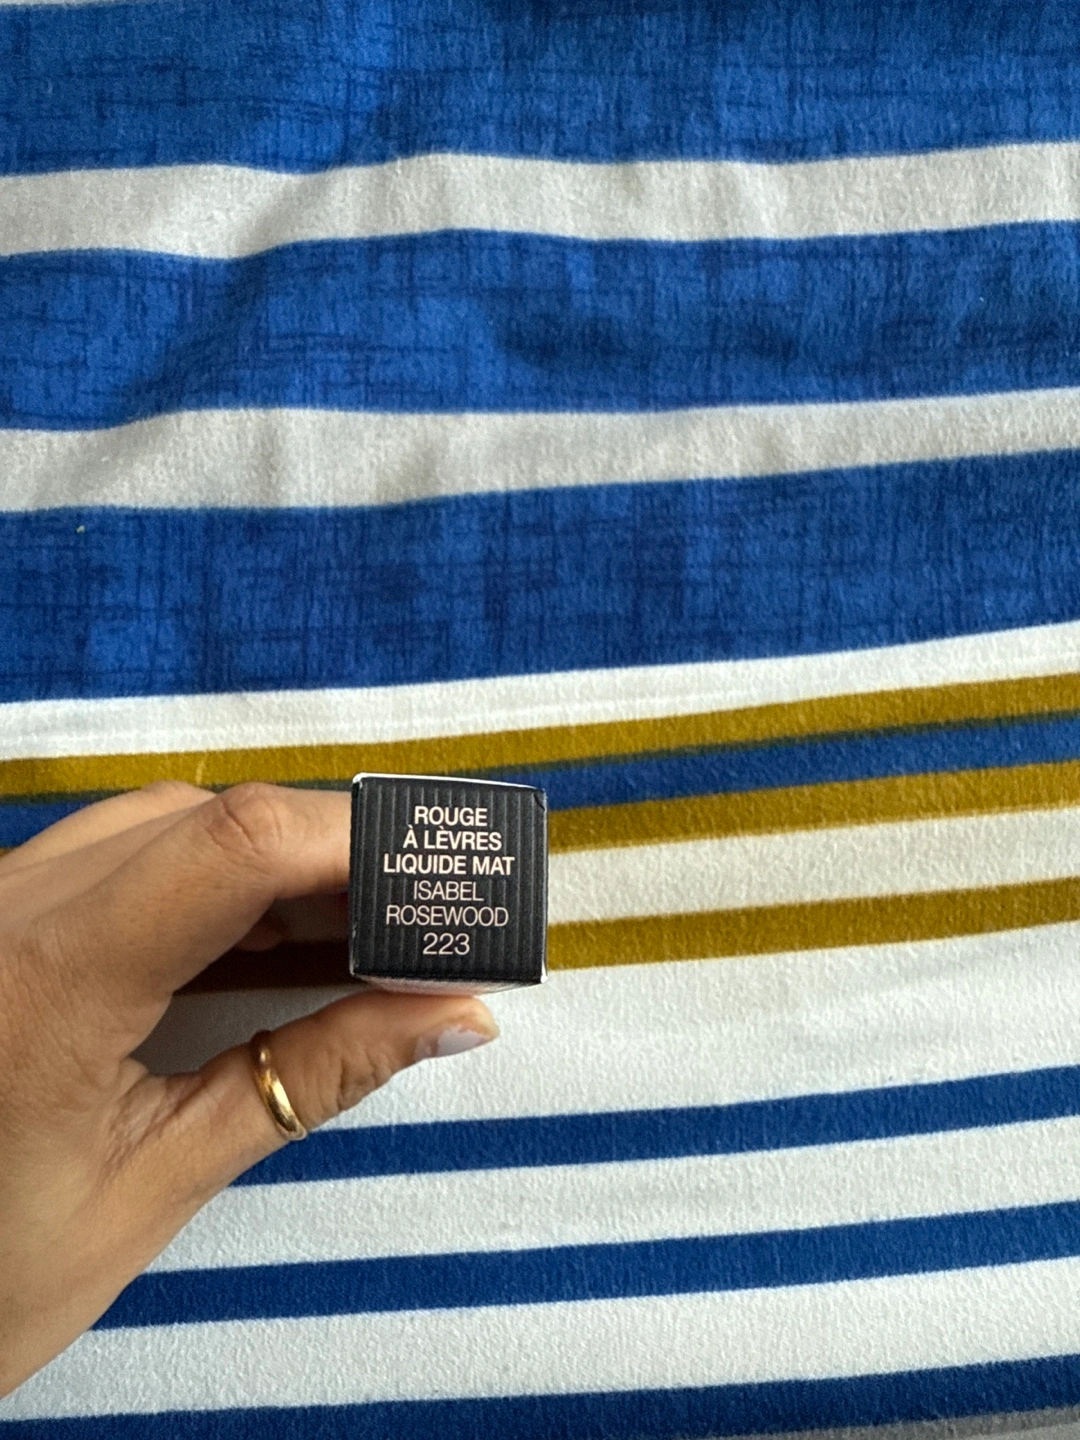 ROUGE
À LÈVRES
LIQUIDE MAT
ISABEL
ROSEWOOD
223